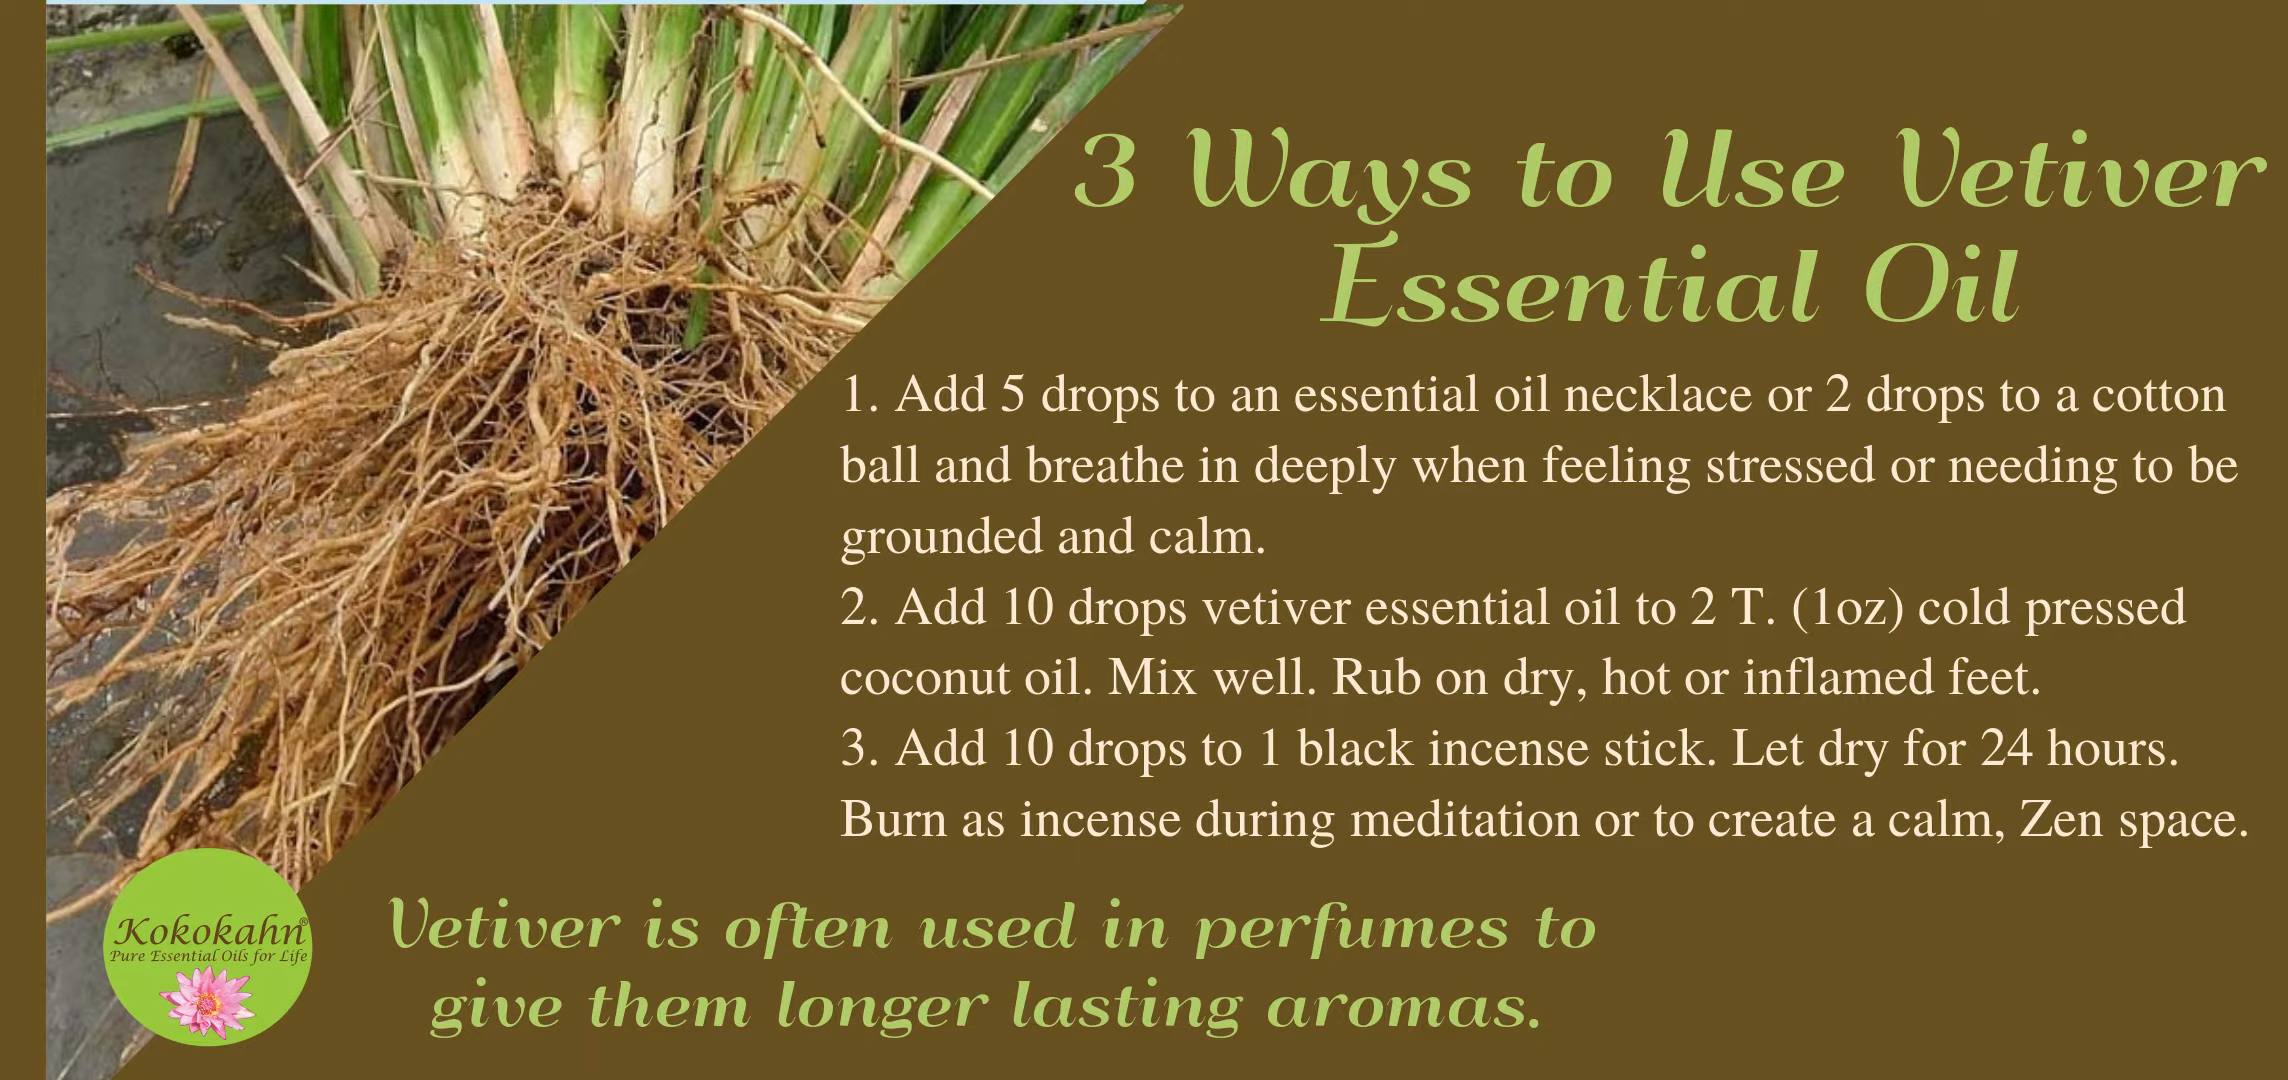 3 Ways to Use Vetiver
Essential Oil
1. Add 5 drops to an essential oil necklace or 2 drops to a cotton
ball and breathe in deeply when feeling stressed or needing to be
grounded and calm.
2. Add 10 drops vetiver essential oil to 2 T. (1oz) cold pressed
coconut oil. Mix well. Rub on dry, hot or inflamed feet.
3. Add 10 drops to 1 black incense stick. Let dry for 24 hours.
Burn as incense during meditation or to create a calm, Zen space.
Kokokahn®
Pure Essential Oils for Life
Vetiver is often used in perfumes to
give them longer lasting aromas.